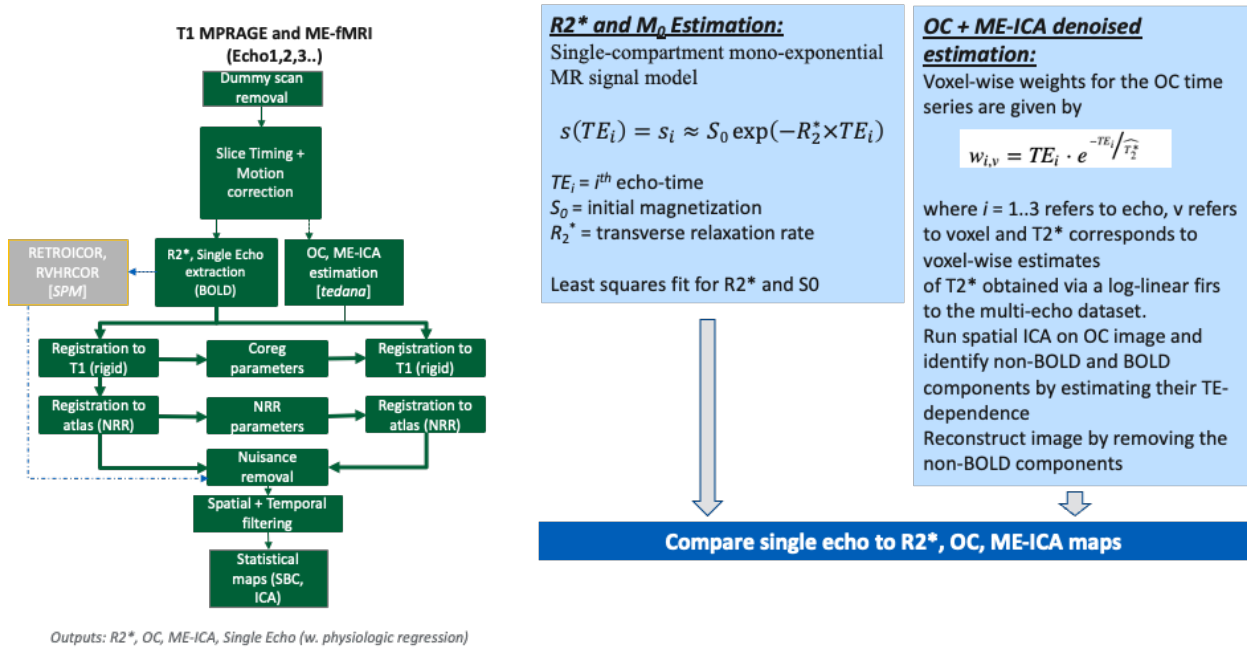 T1 MPRAGE and ME-fMRI
(Echo1,2,3..)
Dummy scan
removal
Slice Timing +
Motion
correction
RETROICOR,
RVHRCOR
[SPM]
R2*, Single Echo
extraction
(BOLD)
OC, ME-ICA
estimation
[tedana]
Registration to
T1 (rigid)
Coreg
parameters
Registration to
T1 (rigid)
Registration to
atlas (NRR)
NRR
parameters
Registration to
atlas (NRR)
Nuisance
removal
Spatial + Temporal
filtering
Statistical
maps (SBC,
ICA)
Outputs: R2*, OC, ME-ICA, Single Echo (w. physiologic regression)
R2* and M₀ Estimation:
Single-compartment mono-exponential
MR signal model
s(TEᵢ) = sᵢ ≈ S₀ exp(−R₂*×TEᵢ)
TEᵢ = iᵗʰ echo-time
S₀ = initial magnetization
R₂* = transverse relaxation rate
Least squares fit for R2* and S0
OC + ME-ICA denoised
estimation:
Voxel-wise weights for the OC time
series are given by
wᵢ,ᵥ = TEᵢ · e^(−TEᵢ/T̂₂*)
where i = 1..3 refers to echo, v refers
to voxel and T2* corresponds to
voxel-wise estimates
of T2* obtained via a log-linear firs
to the multi-echo dataset.
Run spatial ICA on OC image and
identify non-BOLD and BOLD
components by estimating their TE-
dependence
Reconstruct image by removing the
non-BOLD components
Compare single echo to R2*, OC, ME-ICA maps